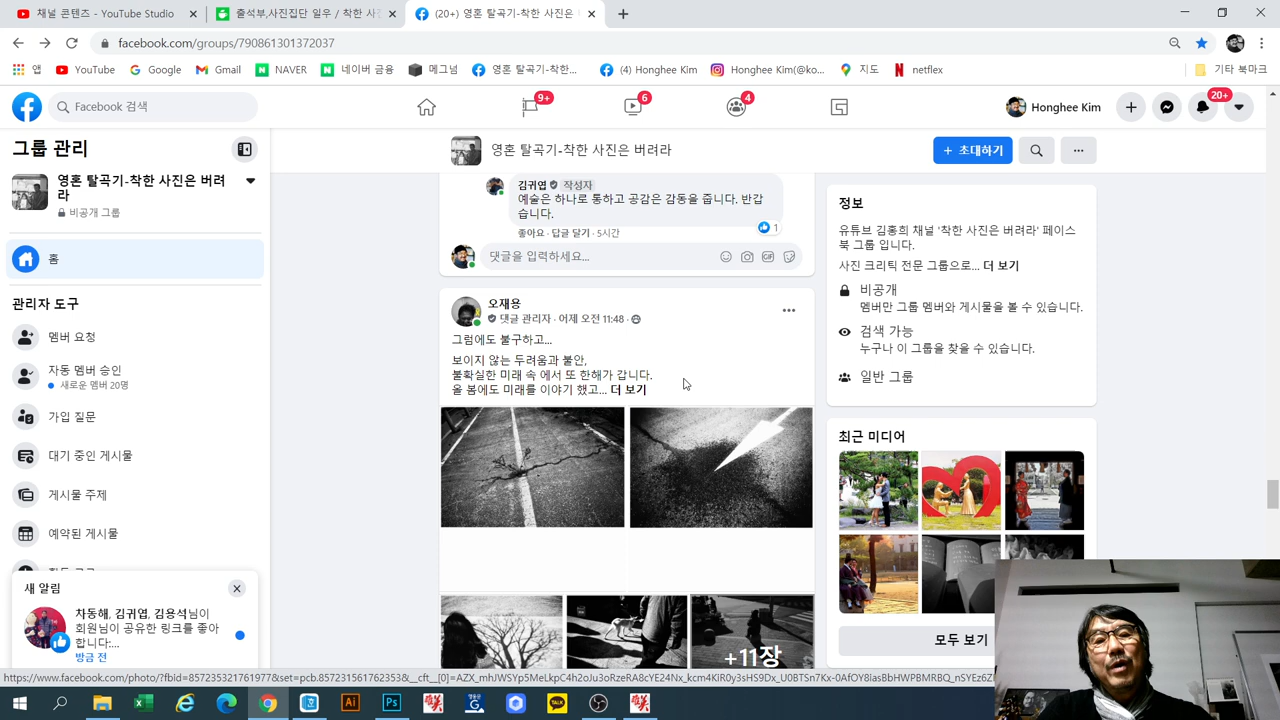 채널 콘텐츠 - YouTube Studio
출석부,사진집단 일우 / 착한 사진
(20+) 영혼 탈곡기-착한 사진은
facebook.com/groups/790861301372037
앱 YouTube Google Gmail NAVER 네이버 금융 메그넘 영혼 탈곡기-착한... (4) Honghee Kim Honghee Kim(@ko... 지도 netflex 기타 북마크
Facebook 검색
9+
6
4
Honghee Kim
20+
그룹 관리
영혼 탈곡기-착한 사진은 버려
라
비공개 그룹
홈
관리자 도구
멤버 요청
자동 멤버 승인
새로운 멤버 20명
가입 질문
대기 중인 게시물
게시물 주제
예약된 게시물
새 알림
차동해, 김귀엽, 김용석님이
회원님이 공유한 링크를 좋아
합니다:...
방금 전
영혼 탈곡기-착한 사진은 버려라
+ 초대하기
김귀엽 작성자
예술은 하나로 통하고 공감은 감동을 줍니다. 반갑
습니다.
좋아요 · 답글 달기 · 5시간
1
댓글을 입력하세요...
GIF
오재용
댓글 관리자 · 어제 오전 11:48
그럼에도 불구하고...
보이지 않는 두려움과 불안,
불확실한 미래 속 에서 또 한해가 갑니다.
올 봄에도 미래를 이야기 했고... 더 보기
+11장
정보
유튜브 김홍희 채널 '착한 사진은 버려라' 페이스
북 그룹 입니다.
사진 크리틱 전문 그룹으로... 더 보기
비공개
멤버만 그룹 멤버와 게시물을 볼 수 있습니다.
검색 가능
누구나 이 그룹을 찾을 수 있습니다.
일반 그룹
최근 미디어
모두 보기
Ai
Ps
TALK